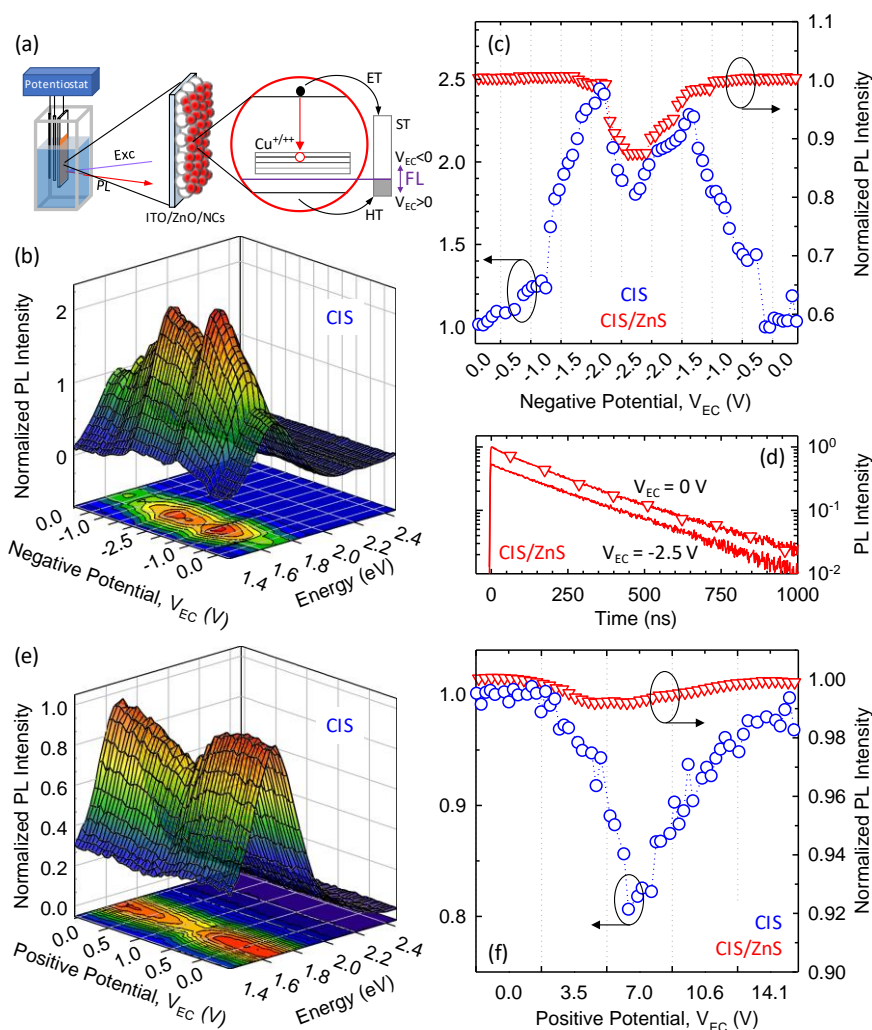 (a)
Potentiostat
Exc
PL
ITO/ZnO/NCs
Cu+/++
ET
ST
VEC<0
FL
VEC>0
HT
(b)
CIS
Normalized PL Intensity
2
1
0
0.0
-1.0
-2.5
-1.0
0.0
Negative Potential, VEC (V)
1.4
1.6
1.8
2.0
2.2
2.4
Energy (eV)
(c)
2.5
2.0
1.5
1.0
1.1
1.0
0.9
0.8
0.7
0.6
Normalized PL Intensity
CIS
CIS/ZnS
0.0
-0.5
-1.0
-1.5
-2.0
-2.5
-2.0
-1.5
-1.0
-0.5
0.0
Negative Potential, VEC (V)
(d)
VEC = 0 V
VEC = -2.5 V
CIS/ZnS
10^0
10^-1
10^-2
PL Intensity
0
250
500
750
1000
Time (ns)
(e)
CIS
Normalized PL Intensity
1.0
0.8
0.6
0.4
0.2
0.0
0.0
0.5
1.0
0.5
0.0
Positive Potential, VEC (V)
1.4
1.6
1.8
2.0
2.2
2.4
Energy (eV)
1.0
0.9
0.8
1.00
0.98
0.96
0.94
0.92
0.90
Normalized PL Intensity
CIS
CIS/ZnS
(f)
0.0
3.5
7.0
10.6
14.1
Positive Potential, VEC (V)